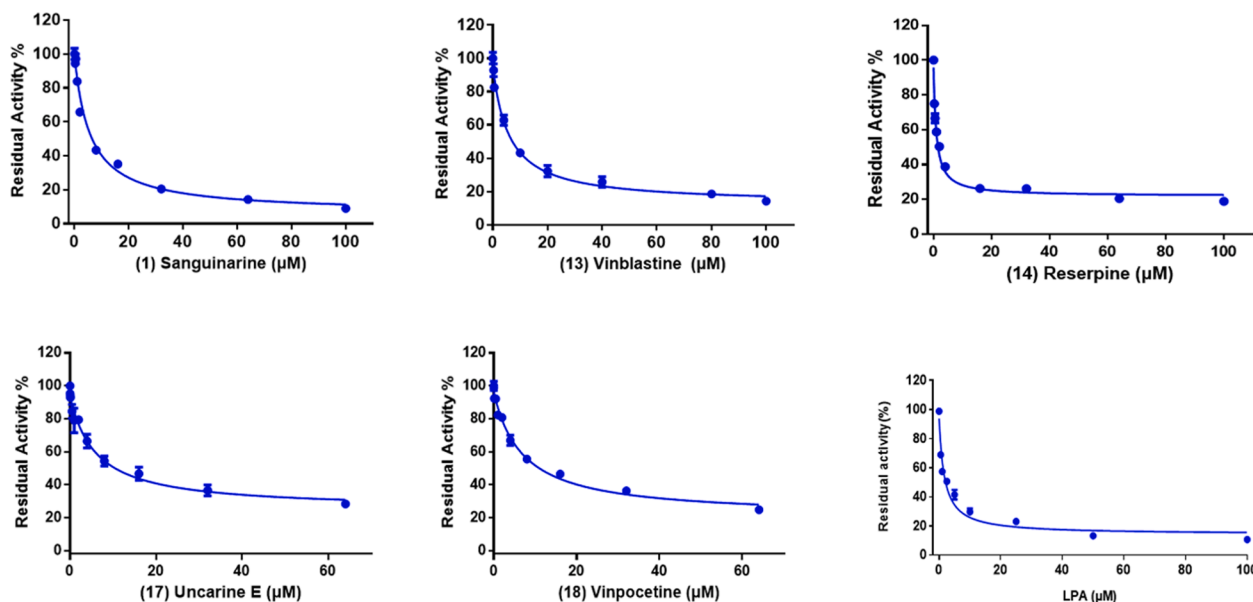 Residual Activity %
120
100
80
60
40
20
0
0 20 40 60 80 100
(1) Sanguinarine (µM)
Residual Activity %
120
100
80
60
40
20
0
0 20 40 60 80 100
(13) Vinblastine (µM)
Residual Activity %
120
100
80
60
40
20
0
0 20 40 60 80 100
(14) Reserpine (µM)
Residual Activity %
120
100
80
60
40
20
0
0 20 40 60
(17) Uncarine E (µM)
Residual Activity %
120
100
80
60
40
20
0
0 20 40 60
(18) Vinpocetine (µM)
Residual activity (%)
120
100
80
60
40
20
0
0 20 40 60 80 100
LPA (µM)